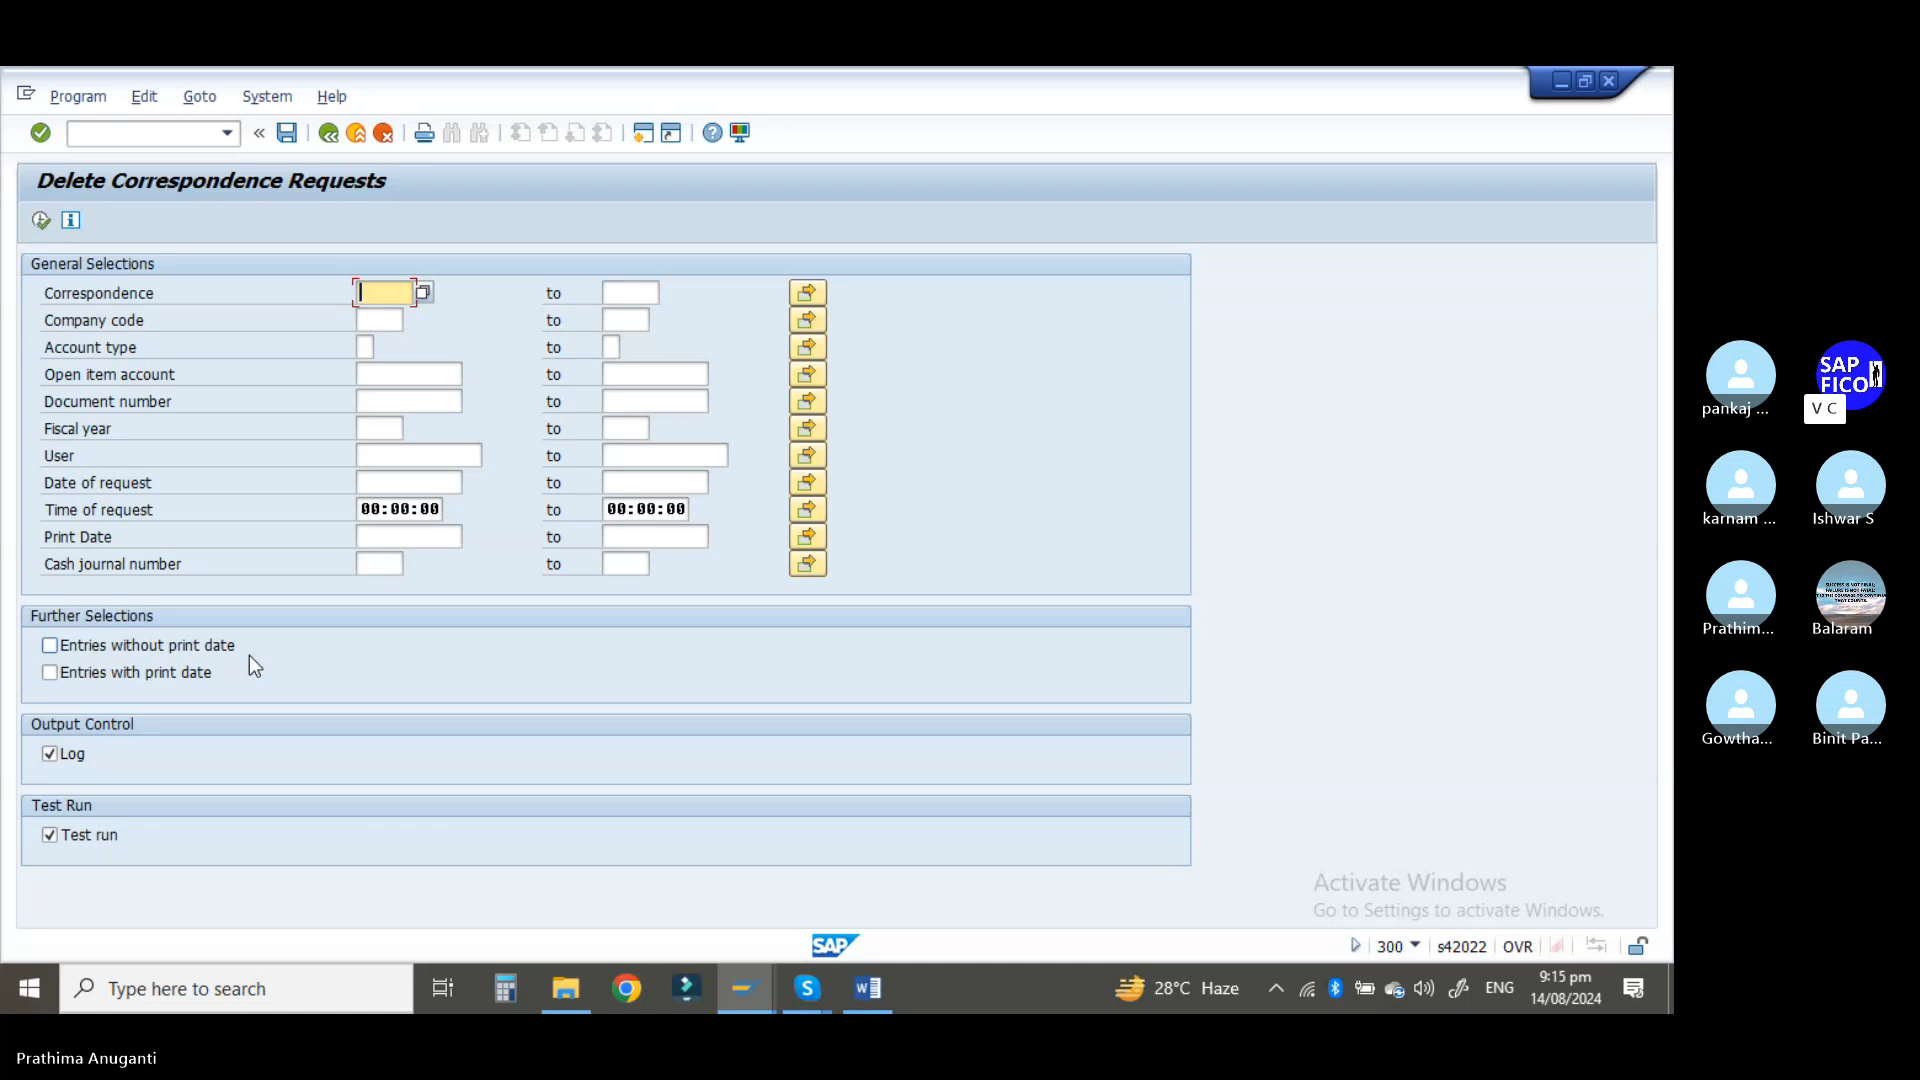 Program Edit Goto System Help
Delete Correspondence Requests
General Selections
Correspondence to
Company code to
Account type to
Open item account to
Document number to
Fiscal year to
User to
Date of request to
Time of request 00:00:00 to 00:00:00
Print Date to
Cash journal number to
Further Selections
Entries without print date
Entries with print date
Output Control
Log
Test Run
Test run
Activate Windows
Go to Settings to activate Windows.
SAP
300 s42022 OVR
Type here to search
28°C Haze
ENG
9:15 pm
14/08/2024
SAP
FICO
pankaj ...
V C
karnam ...
Ishwar S
Prathim...
Balaram
Gowtha...
Binit Pa...
Prathima Anuganti